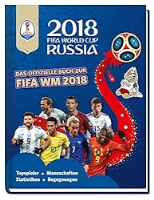 2018
FIFA WORLD CUP
RUSSIA
DAS OFFIZIELLE BUCH ZUR
FIFA WM 2018
Topspieler • Mannschaften
Statistiken • Begegnungen